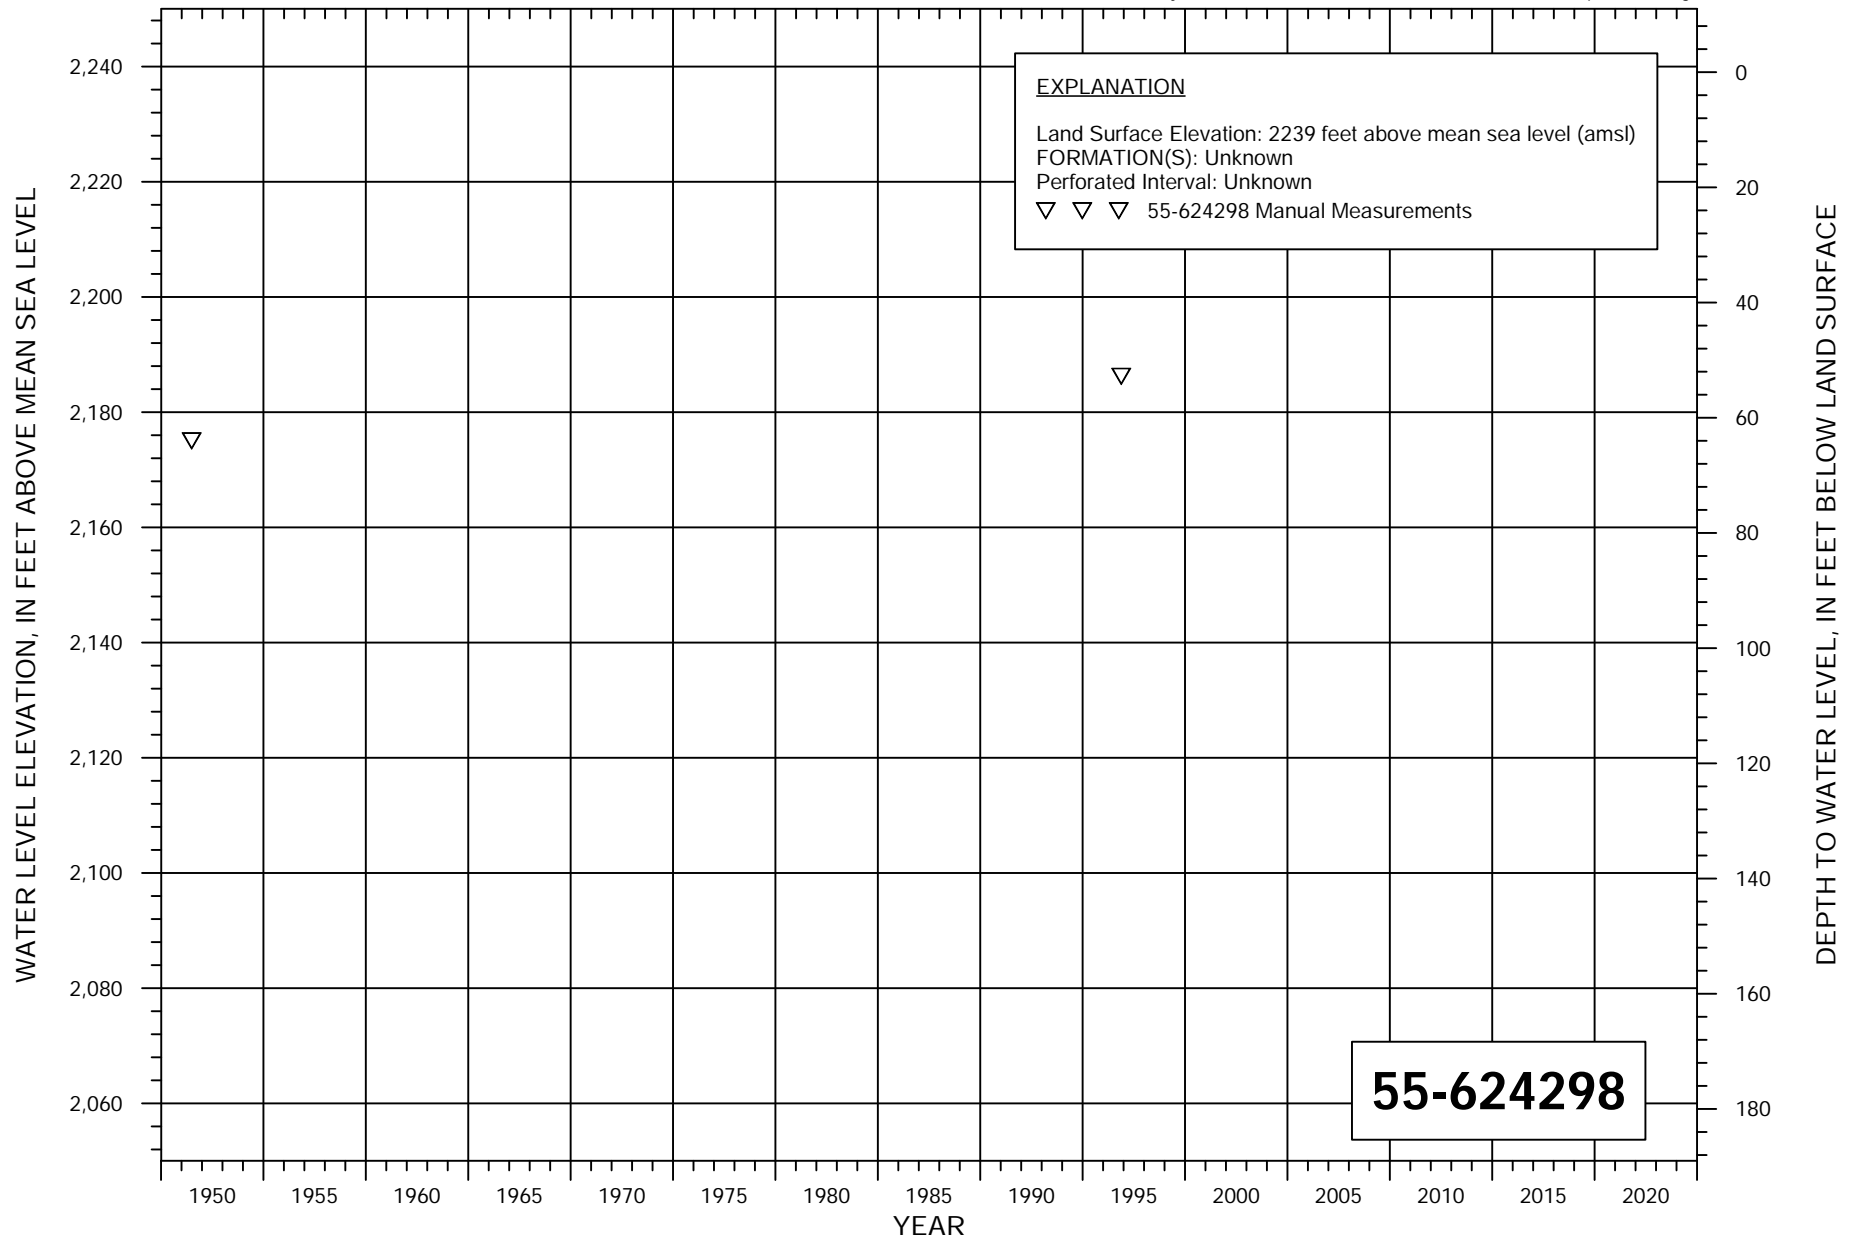 EXPLANATION
Land Surface Elevation: 2239 feet above mean sea level (amsl)
FORMATION(S): Unknown
Perforated Interval: Unknown
55-624298 Manual Measurements
WATER LEVEL ELEVATION, IN FEET ABOVE MEAN SEA LEVEL
2,240
2,220
2,200
2,180
2,160
2,140
2,120
2,100
2,080
2,060
0
20
40
60
80
100
120
140
160
180
DEPTH TO WATER LEVEL, IN FEET BELOW LAND SURFACE
55-624298
1950 1955 1960 1965 1970 1975 1980 1985 1990 1995 2000 2005 2010 2015 2020
YEAR